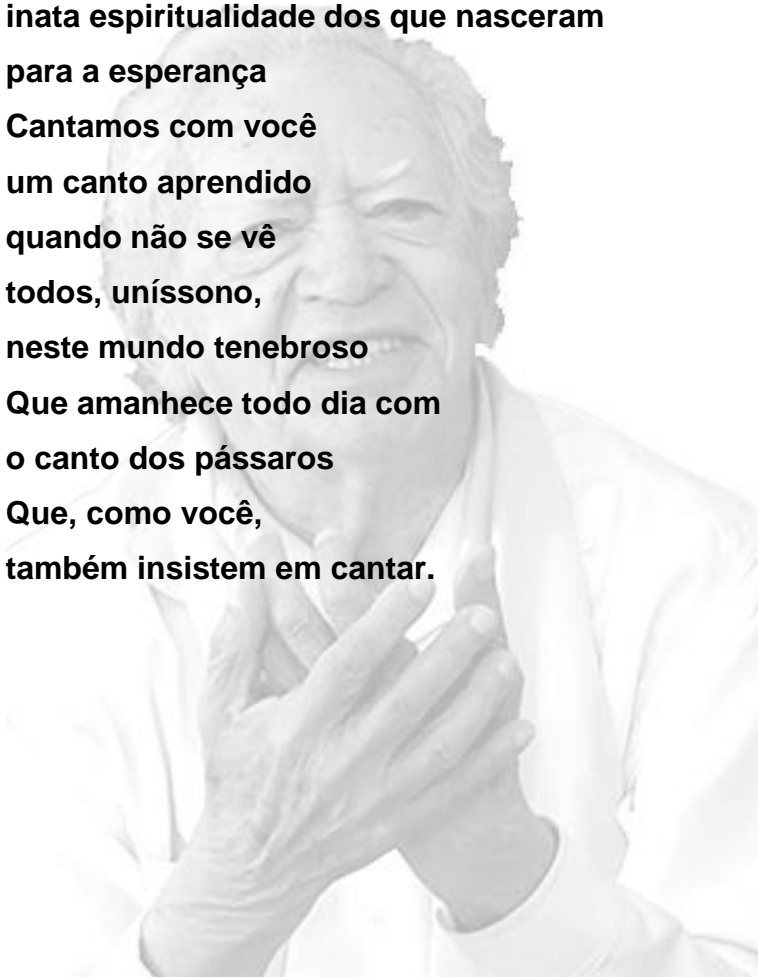 inata espiritualidade dos que nasceram
para a esperança
Cantamos com você
um canto aprendido
quando não se vê
todos, uníssono,
neste mundo tenebroso
Que amanhece todo dia com
o canto dos pássaros
Que, como você,
também insistem em cantar.